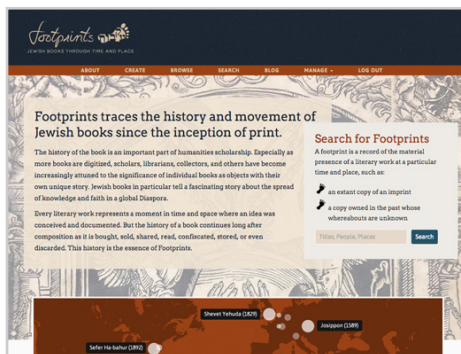 footprints
JEWISH BOOKS THROUGH TIME AND PLACE
ABOUT CREATE BROWSE SEARCH BLOG MANAGE LOG OUT
Footprints traces the history and movement of
Jewish books since the inception of print.
The history of the book is an important part of humanities scholarship. Especially as
more books are digitized, scholars, librarians, collectors, and others have become
increasingly attuned to the significance of individual books as objects with their
own unique story. Jewish books in particular tell a fascinating story about the spread
of knowledge and faith in a global Diaspora.
Every literary work represents a moment in time and space where an idea was
conceived and documented. But the history of a book continues long after
composition as it is bought, sold, shared, read, confiscated, stored, or even
discarded. This history is the essence of Footprints.
Search for Footprints
A footprint is a record of the material
presence of a literary work at a particular
time and place, such as:
an extant copy of an imprint
a copy owned in the past whose
whereabouts are unknown
Titles, People, Places Search
Shevet Yehuda (1829)
Josippon (1589)
Sefer Ha-bahur (1892)